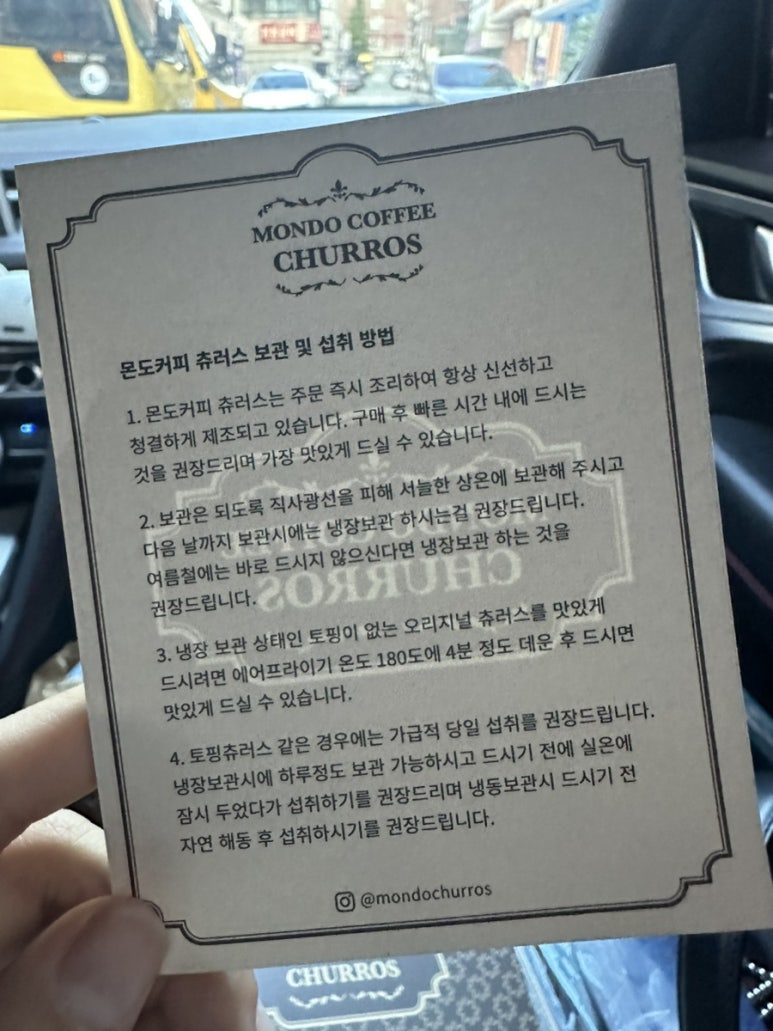 MONDO COFFEE
CHURROS
몬도커피 츄러스 보관 및 섭취 방법
1. 몬도커피 츄러스는 주문 즉시 조리하여 항상 신선하고
청결하게 제조되고 있습니다. 구매 후 빠른 시간 내에 드시는
것을 권장드리며 가장 맛있게 드실 수 있습니다.
2. 보관은 되도록 직사광선을 피해 서늘한 상온에 보관해 주시고
다음 날까지 보관시에는 냉장보관 하시는걸 권장드립니다.
여름철에는 바로 드시지 않으신다면 냉장보관 하는 것을
권장드립니다.
3. 냉장 보관 상태인 토핑이 없는 오리지널 츄러스를 맛있게
드시려면 에어프라이기 온도 180도에 4분 정도 데운 후 드시면
맛있게 드실 수 있습니다.
4. 토핑츄러스 같은 경우에는 가급적 당일 섭취를 권장드립니다.
냉장보관시에 하루정도 보관 가능하시고 드시기 전에 실온에
잠시 두었다가 섭취하기를 권장드리며 냉동보관시 드시기 전
자연 해동 후 섭취하시기를 권장드립니다.
@mondochurros
CHURROS